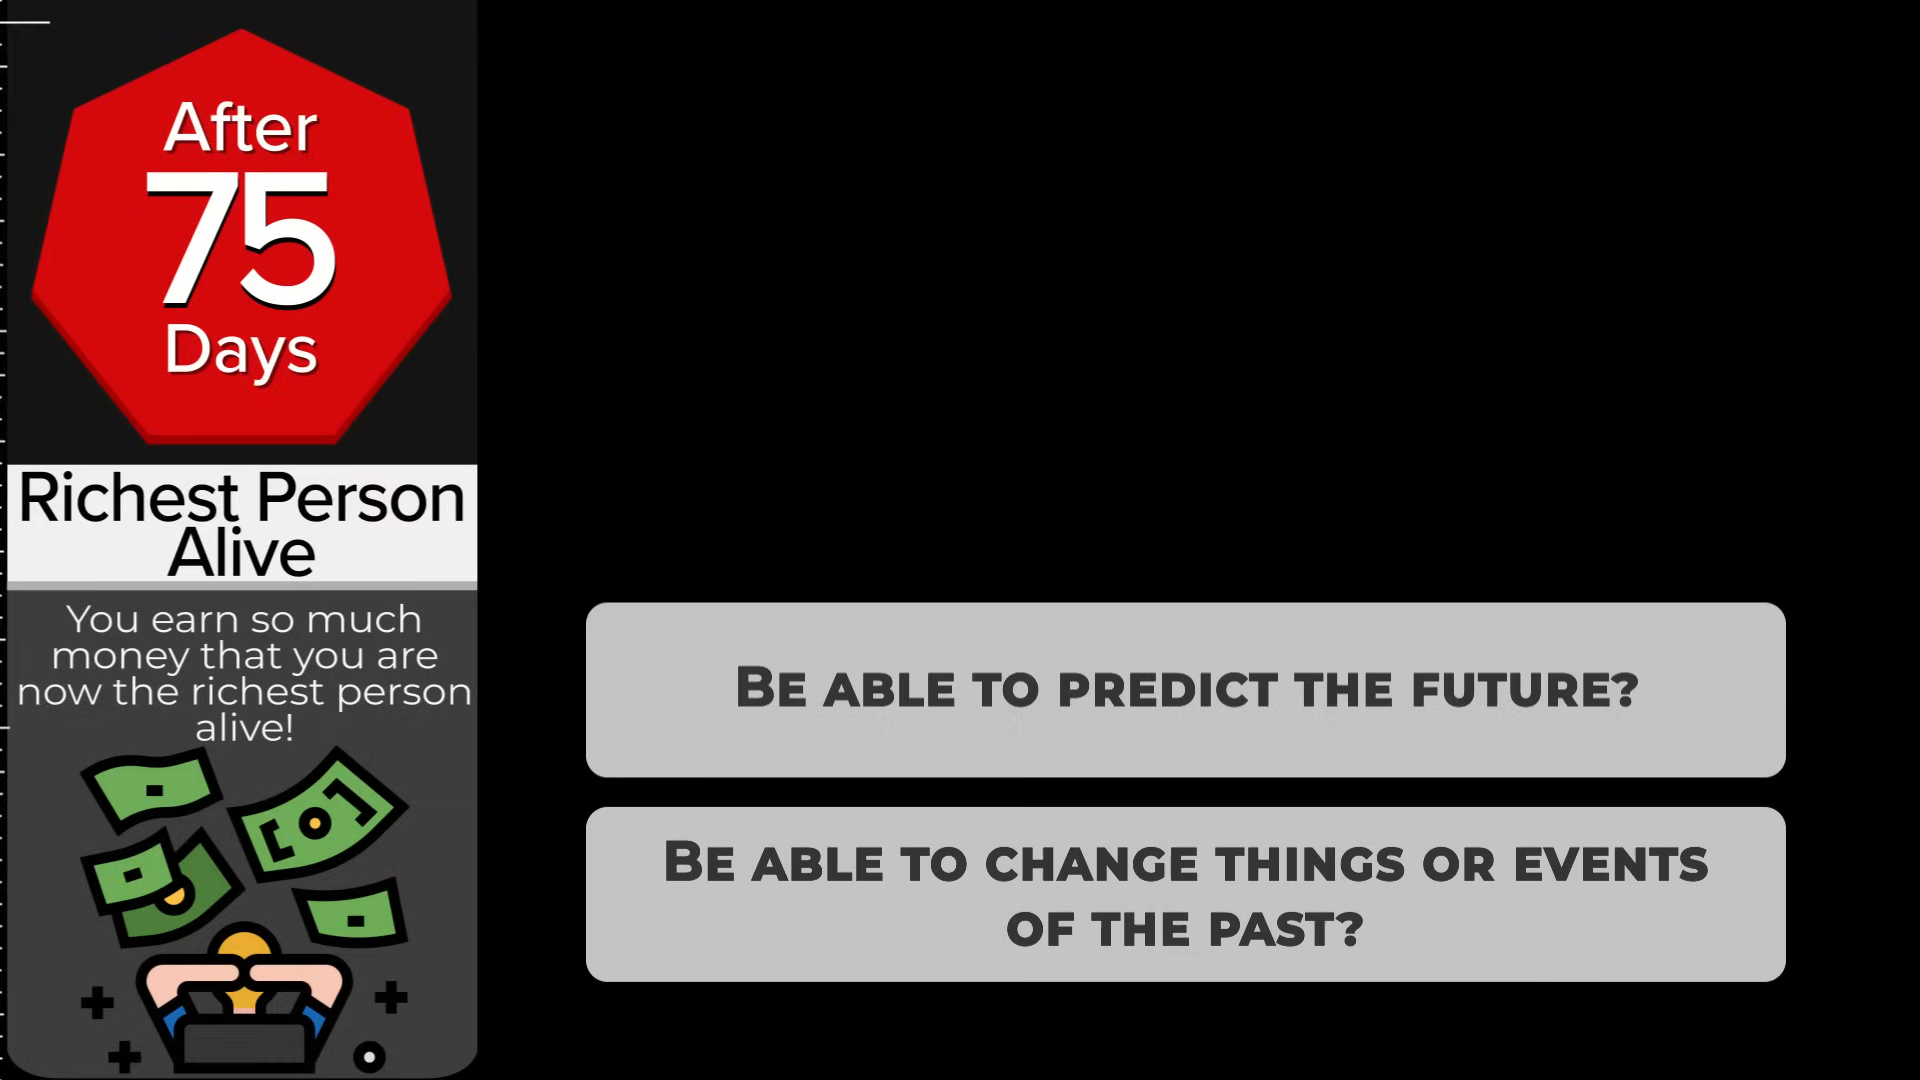 After
75
Days
Richest Person
Alive
You earn so much
money that you are
now the richest person
alive!
Be able to predict the future?
Be able to change things or events
of the past?